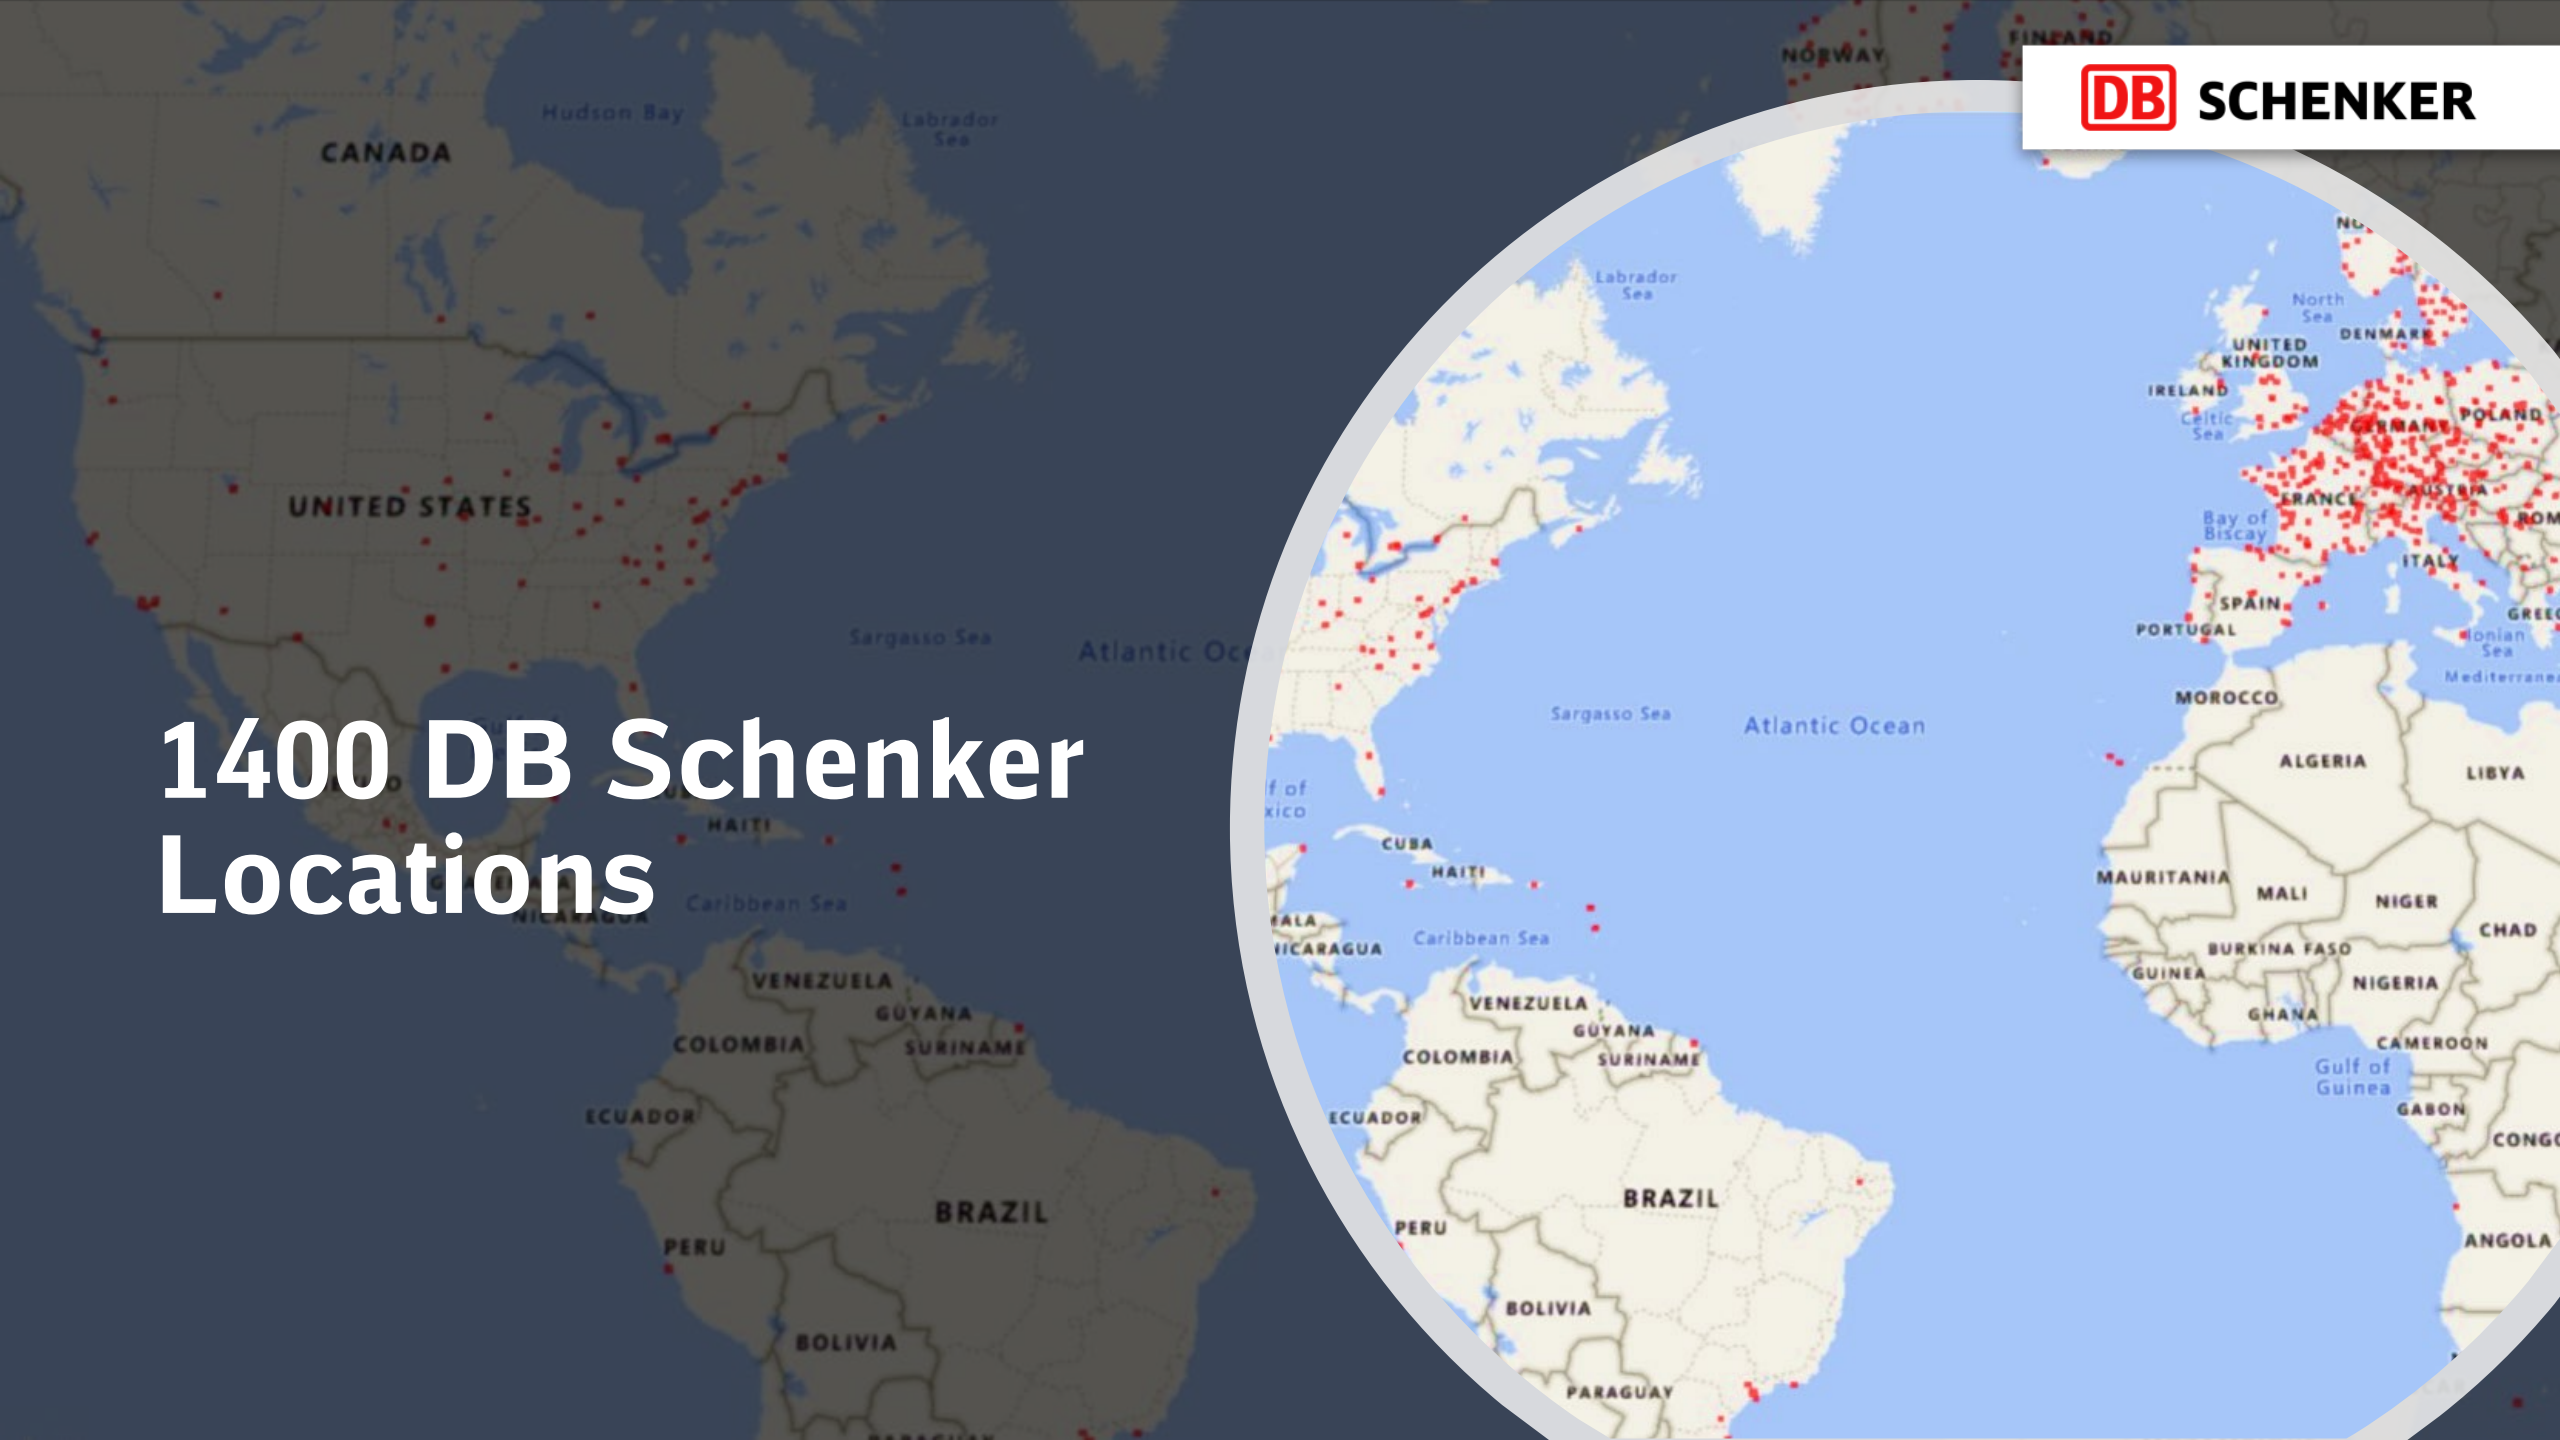 1400 DB Schenker
Locations
DB SCHENKER
CANADA
Hudson Bay
Labrador
Sea
NORWAY
FINLAND
UNITED STATES
Sargasso Sea
HAITI
NICARAGUA
Caribbean Sea
VENEZUELA
GUYANA
SURINAME
COLOMBIA
ECUADOR
BRAZIL
PERU
BOLIVIA
PARAGUAY
Labrador
Sea
North
Sea
DENMARK
UNITED
KINGDOM
IRELAND
Celtic
Sea
GERMANY
POLAND
FRANCE
AUSTRIA
Bay of
Biscay
ITALY
SPAIN
PORTUGAL
Ionian
Sea
Sargasso Sea
Atlantic Ocean
MOROCCO
ALGERIA
LIBYA
CUBA
HAITI
NICARAGUA
Caribbean Sea
MAURITANIA
MALI
NIGER
CHAD
BURKINA FASO
GUINEA
NIGERIA
GHANA
CAMEROON
Gulf of
Guinea
GABON
VENEZUELA
GUYANA
SURINAME
COLOMBIA
ECUADOR
BRAZIL
PERU
BOLIVIA
PARAGUAY
ANGOLA